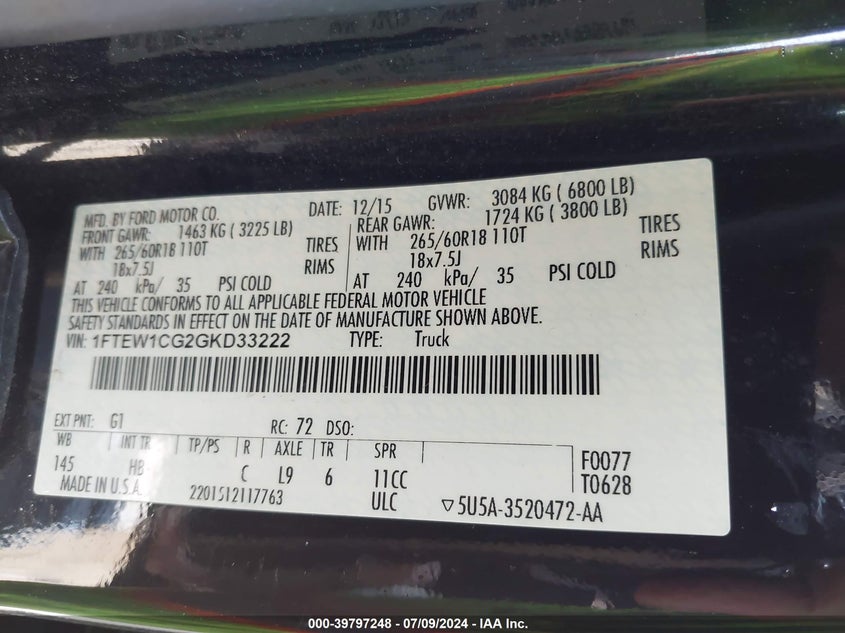 MFD. BY FORD MOTOR CO. DATE: 12/15 GVWR: 3084 KG ( 6800 LB)
FRONT GAWR: 1463 KG ( 3225 LB) REAR GAWR: 1724 KG ( 3800 LB)
WITH 265/60R18 110T TIRES WITH 265/60R18 110T TIRES
18x7.5J RIMS 18x7.5J RIMS
AT 240 kPa/ 35 PSI COLD AT 240 kPa/ 35 PSI COLD
THIS VEHICLE CONFORMS TO ALL APPLICABLE FEDERAL MOTOR VEHICLE
SAFETY STANDARDS IN EFFECT ON THE DATE OF MANUFACTURE SHOWN ABOVE.
VIN: 1FTEW1CG2GKD33222 TYPE: Truck
EXT PNT: G1 RC: 72 DSO:
WB INT TR TP/PS R AXLE TR SPR
145 HB C L9 6 11CC F0077
MADE IN U.S.A. 2201512117763 ULC T0628
▽5U5A-3520472-AA
000-39797248 - 07/09/2024 - IAA Inc.